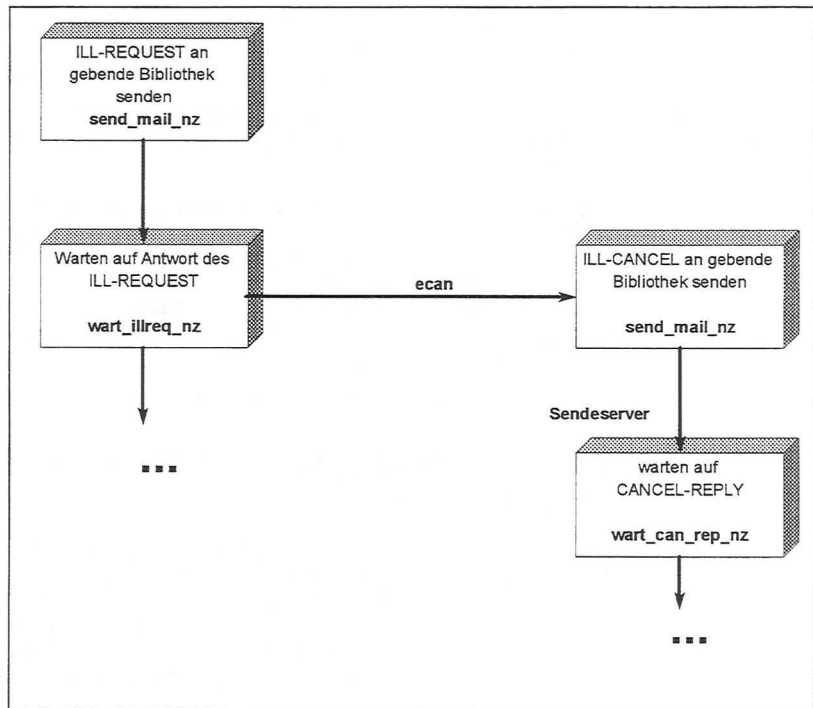 ILL-REQUEST an
gebende Bibliothek
senden
send_mail_nz
Warten auf Antwort des
ILL-REQUEST
wart_illreq_nz
ecan
ILL-CANCEL an gebende
Bibliothek senden
send_mail_nz
Sendeserver
warten auf
CANCEL-REPLY
wart_can_rep_nz
...
...